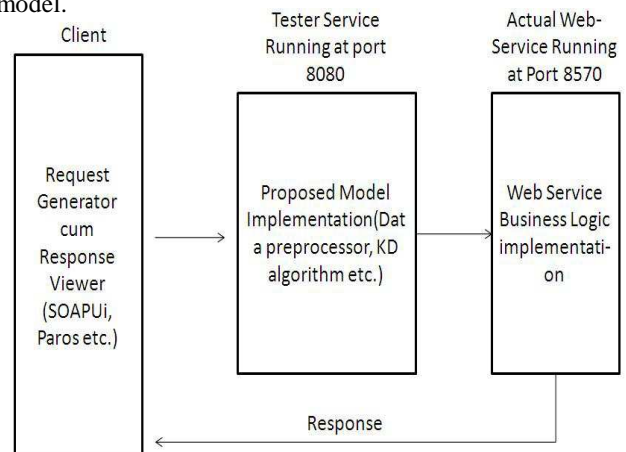 model.
Client
Tester Service
Running at port
8080
Actual Web-
Service Running
at Port 8570
Request
Generator
cum
Response
Viewer
(SOAPUi,
Paros etc.)
Proposed Model
Implementation(Dat
a preprocessor, KD
algorithm etc.)
Web Service
Business Logic
implementati-
on
Response